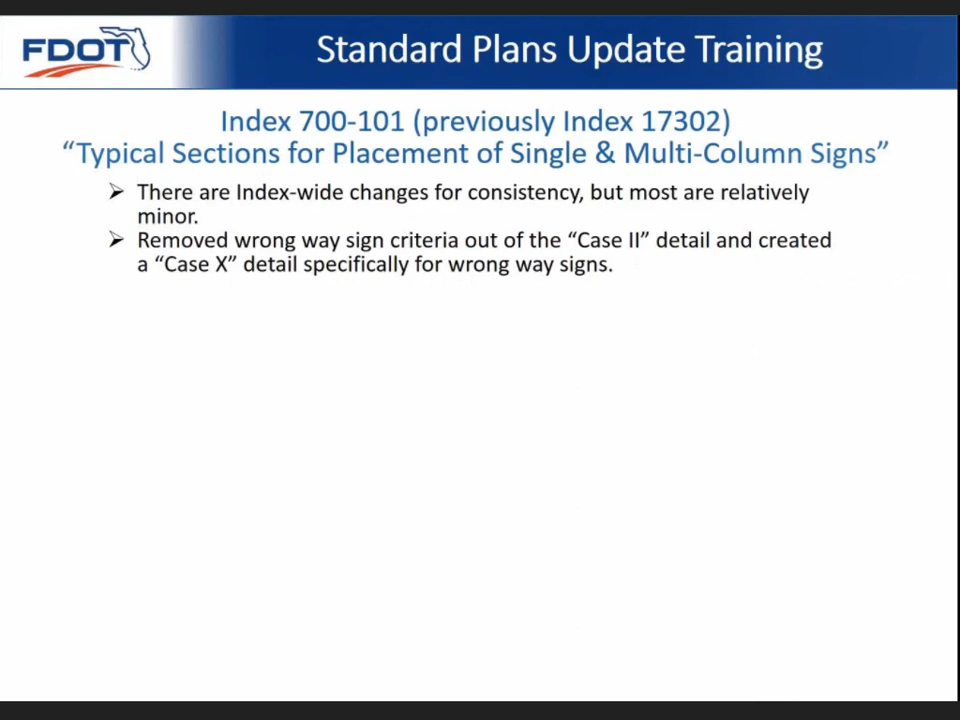 FDOT
Standard Plans Update Training
Index 700-101 (previously Index 17302)
“Typical Sections for Placement of Single & Multi-Column Signs”
➢ There are Index-wide changes for consistency, but most are relatively
minor.
➢ Removed wrong way sign criteria out of the “Case II” detail and created
a “Case X” detail specifically for wrong way signs.